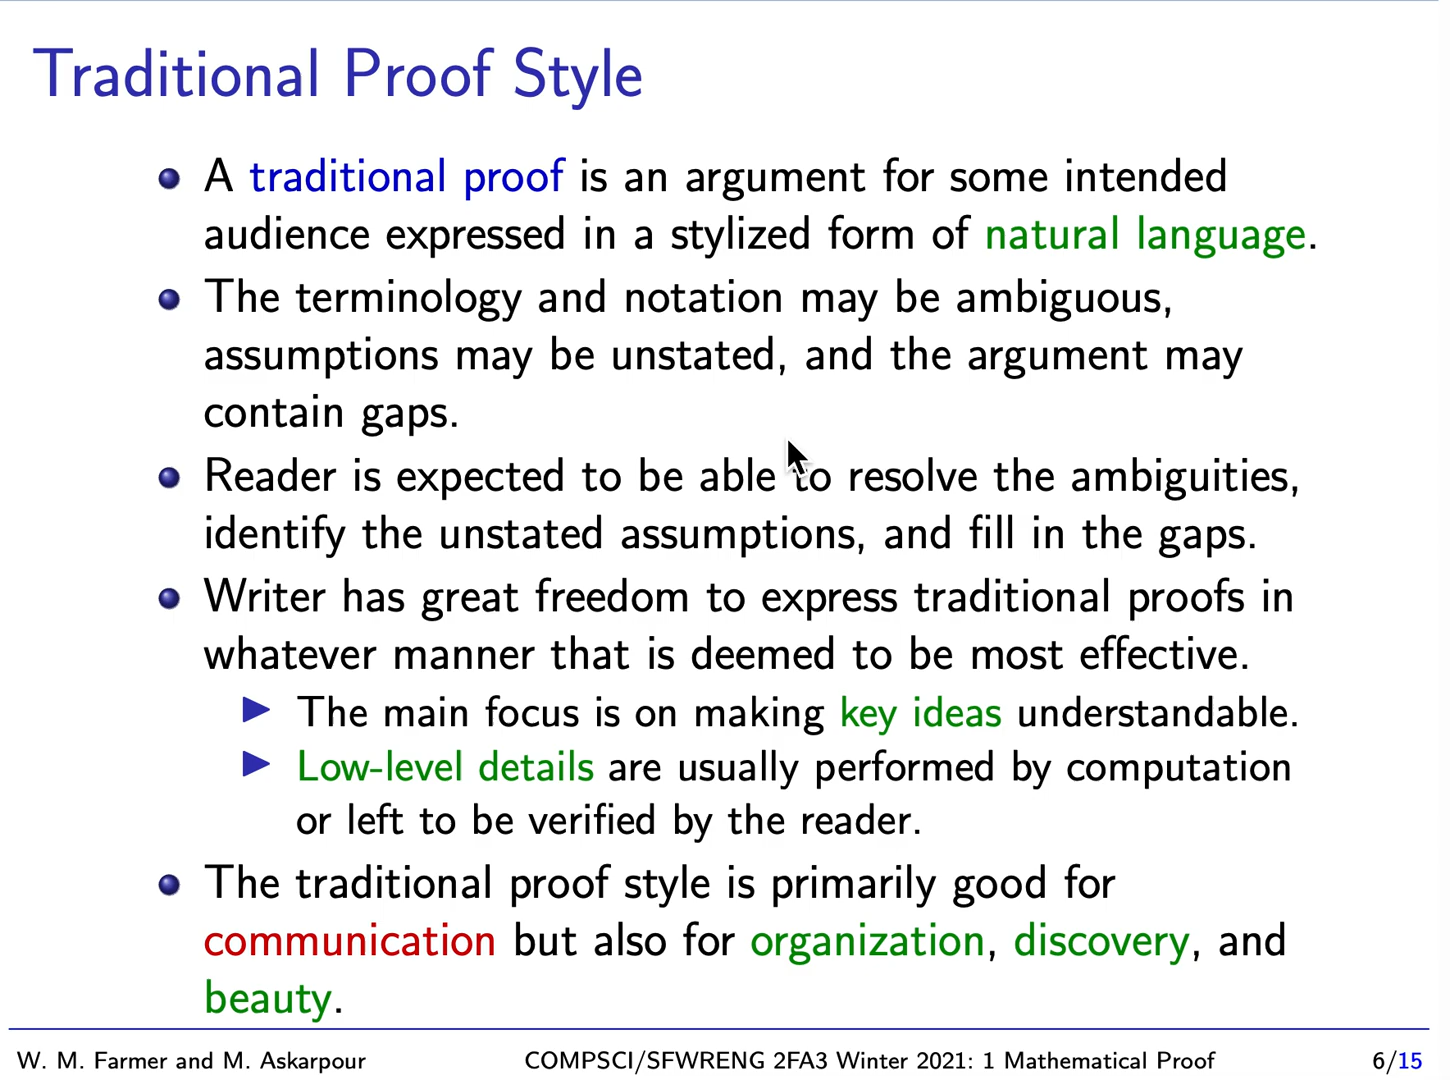 Traditional Proof Style
A traditional proof is an argument for some intended
audience expressed in a stylized form of natural language.
The terminology and notation may be ambiguous,
assumptions may be unstated, and the argument may
contain gaps.
Reader is expected to be able to resolve the ambiguities,
identify the unstated assumptions, and fill in the gaps.
Writer has great freedom to express traditional proofs in
whatever manner that is deemed to be most effective.
The main focus is on making key ideas understandable.
Low-level details are usually performed by computation
or left to be verified by the reader.
The traditional proof style is primarily good for
communication but also for organization, discovery, and
beauty.
W. M. Farmer and M. Askarpour COMPSCI/SFWRENG 2FA3 Winter 2021: 1 Mathematical Proof 6/15